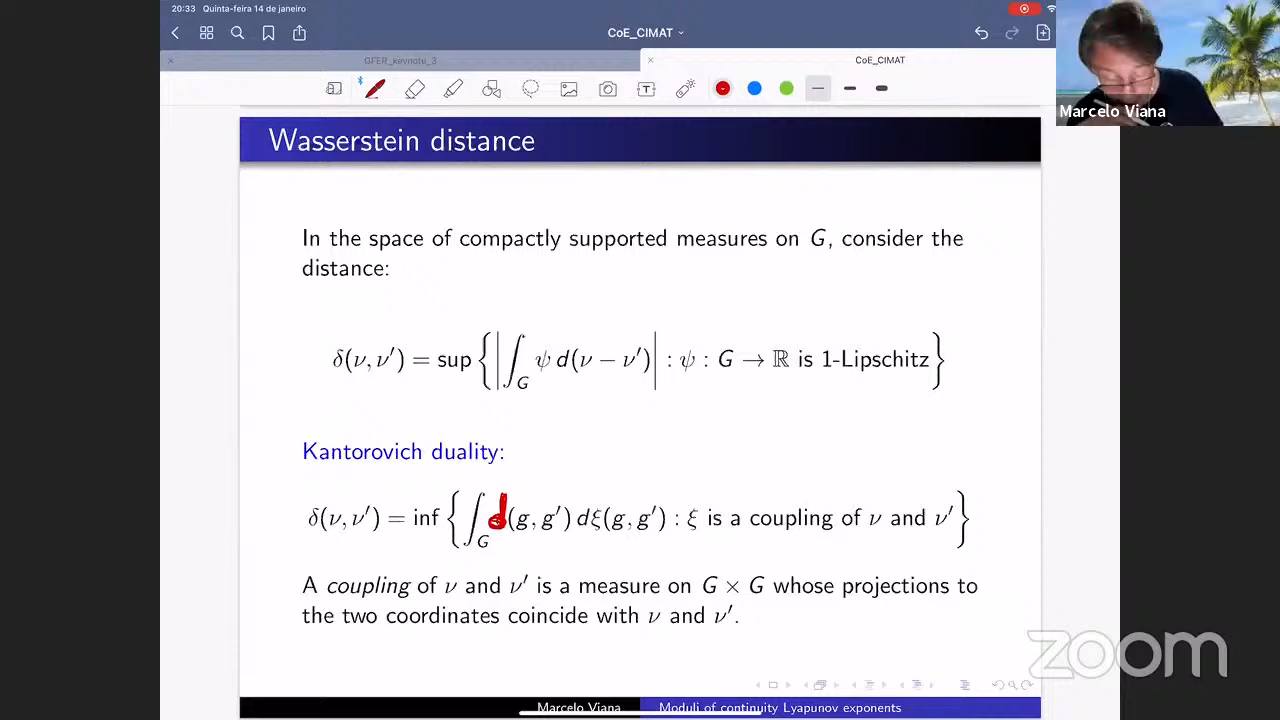 20:33 Quinta-feira 14 de janeiro
CoE_CIMAT
GFER_keynote_3
CoE_CIMAT
T
Marcelo Viana
Wasserstein distance
In the space of compactly supported measures on G, consider the
distance:
δ(ν, ν′) = sup { | ∫_G ψ d(ν − ν′) | : ψ : G → ℝ is 1-Lipschitz }
Kantorovich duality:
δ(ν, ν′) = inf { ∫_G d(g, g′) dξ(g, g′) : ξ is a coupling of ν and ν′ }
A coupling of ν and ν′ is a measure on G × G whose projections to
the two coordinates coincide with ν and ν′.
zoom
Marcelo Viana Moduli of continuity Lyapunov exponents